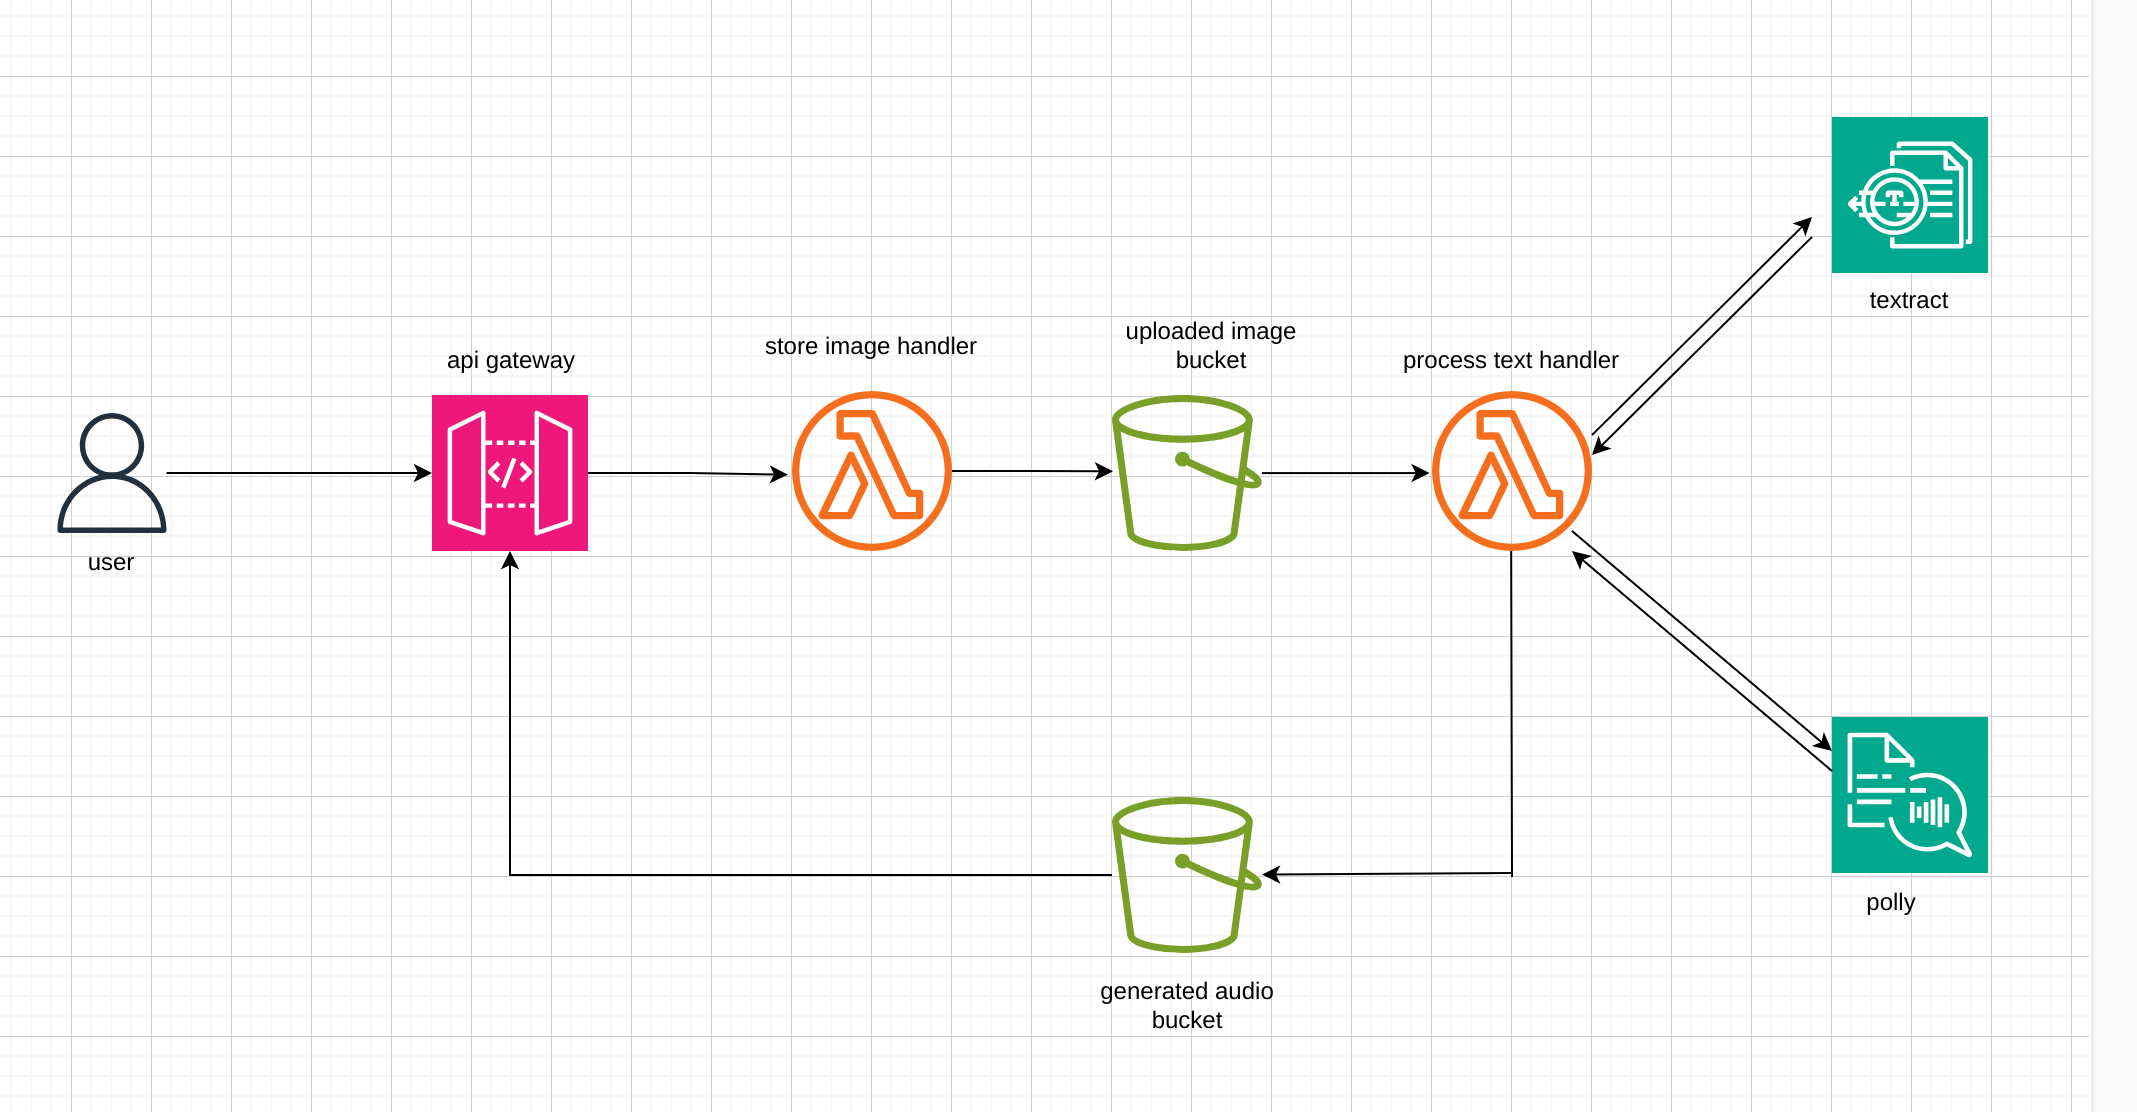 textract
uploaded image
bucket
store image handler
api gateway
process text handler
user
polly
generated audio
bucket